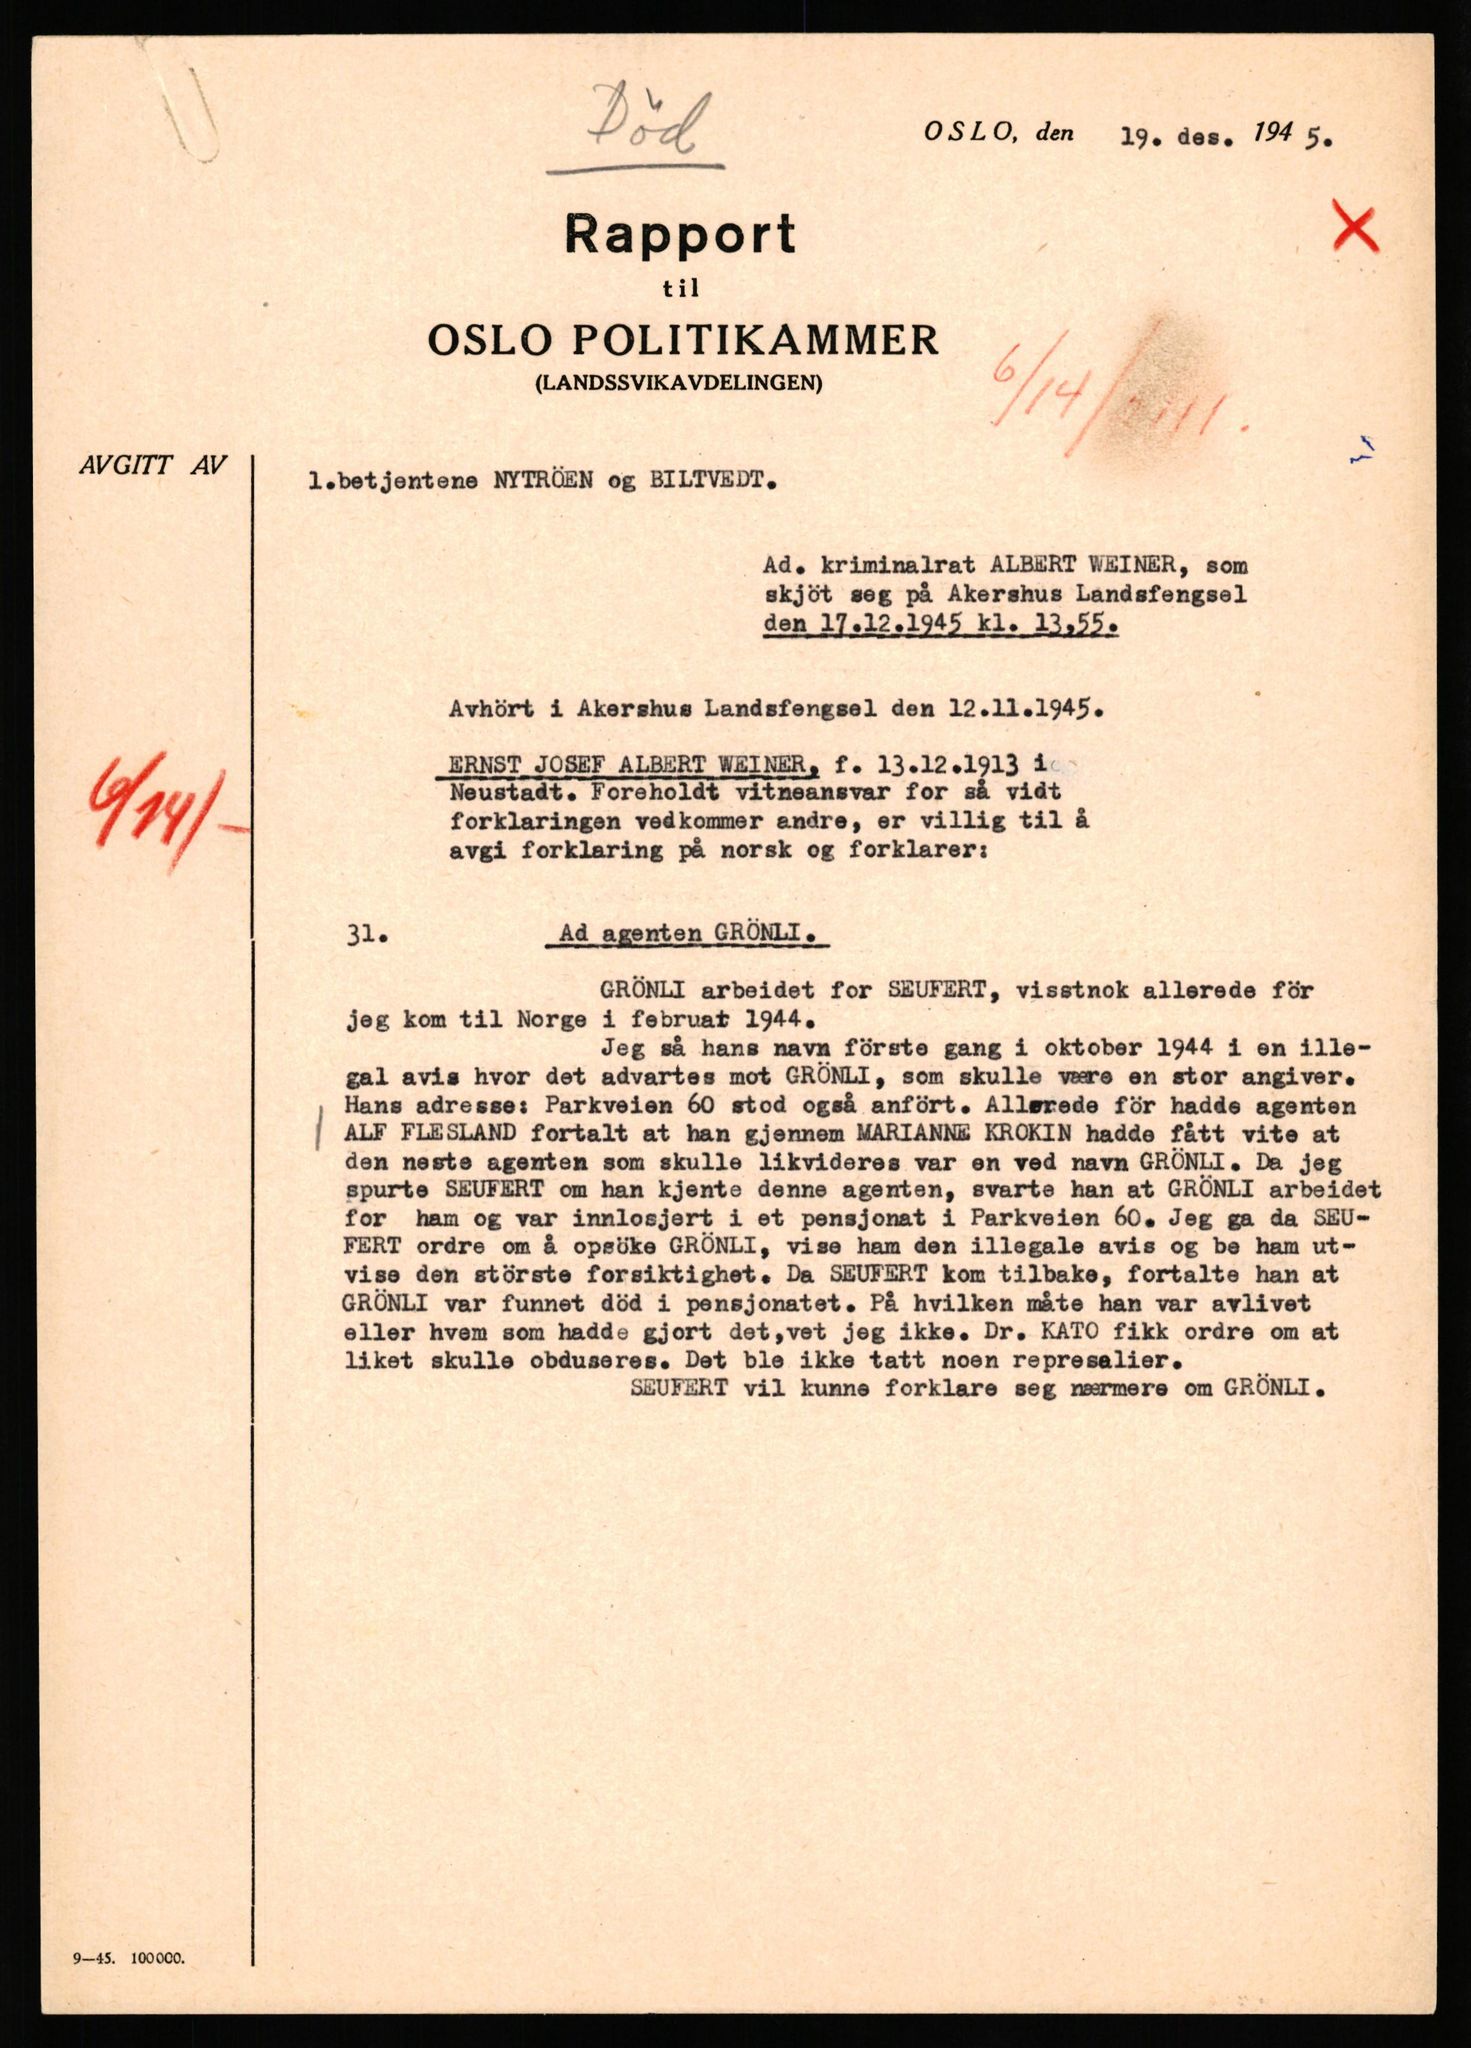 Död
OSLO, den 19. des. 1945.
Rapport
til
OSLO POLITIKAMMER
(LANDSSVIKAVDELINGEN)
6/14/ 11.
AVGITT AV
1.betjentene NYTRÖEN og BILTVEDT.
Ad. kriminalrat ALBERT WEINER, som
skjöt seg på Akershus Landsfengsel
den 17.12.1945 kl. 13,55.
Avhört i Akershus Landsfengsel den 12.11.1945.
ERNST JOSEF ALBERT WEINER, f. 13.12.1913 i
Neustadt. Foreholdt vitneansvar for så vidt
forklaringen vedkommer andre, er villig til å
avgi forklaring på norsk og forklarer:
6/14/-
31. Ad agenten GRÖNLI.
GRÖNLI arbeidet for SEUFERT, visstnok allerede för
jeg kom til Norge i februar 1944.
Jeg så hans navn förste gang i oktober 1944 i en ille-
gal avis hvor det advartes mot GRÖNLI, som skulle være en stor angiver.
Hans adresse: Parkveien 60 stod også anfört. Allerede för hadde agenten
ALF FLESLAND fortalt at han gjennem MARIANNE KROKIN hadde fått vite at
den neste agenten som skulle likvideres var en ved navn GRÖNLI. Da jeg
spurte SEUFERT om han kjente denne agenten, svarte han at GRÖNLI arbeidet
for ham og var innlosjert i et pensjonat i Parkveien 60. Jeg ga da SEU-
FERT ordre om å opsöke GRÖNLI, vise ham den illegale avis og be ham ut-
vise den störste forsiktighet. Da SEUFERT kom tilbake, fortalte han at
GRÖNLI var funnet död i pensjonatet. På hvilken måte han var avlivet
eller hvem som hadde gjort det,vet jeg ikke. Dr. KATO fikk ordre om at
liket skulle obduseres. Det ble ikke tatt noen represalier.
SEUFERT vil kunne forklare seg nærmere om GRÖNLI.
9—45. 100000.